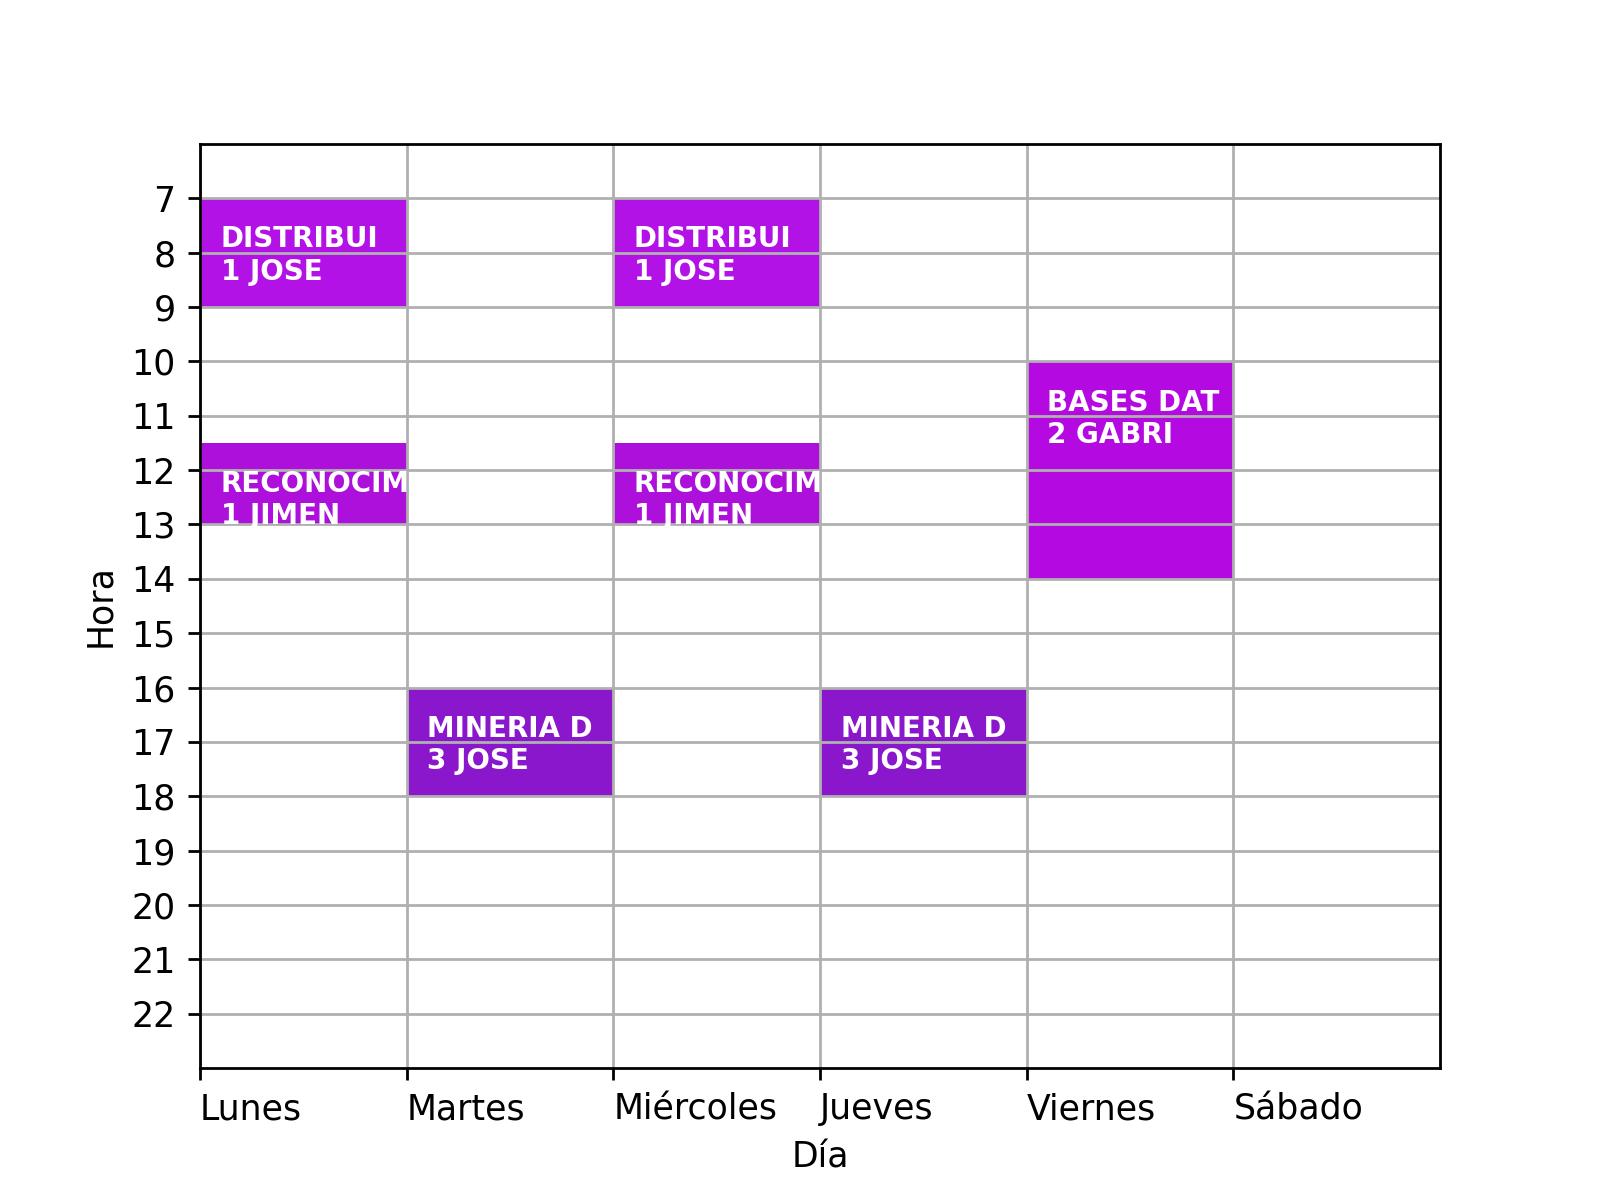 7
8
9
10
11
12
13
14
15
16
17
18
19
20
21
22
Hora
DISTRIBUI
1 JOSE
DISTRIBUI
1 JOSE
BASES DAT
2 GABRI
RECONOCIM
1 JIMEN
RECONOCIM
1 JIMEN
MINERIA D
3 JOSE
MINERIA D
3 JOSE
Lunes
Martes
Miércoles
Jueves
Viernes
Sábado
Día